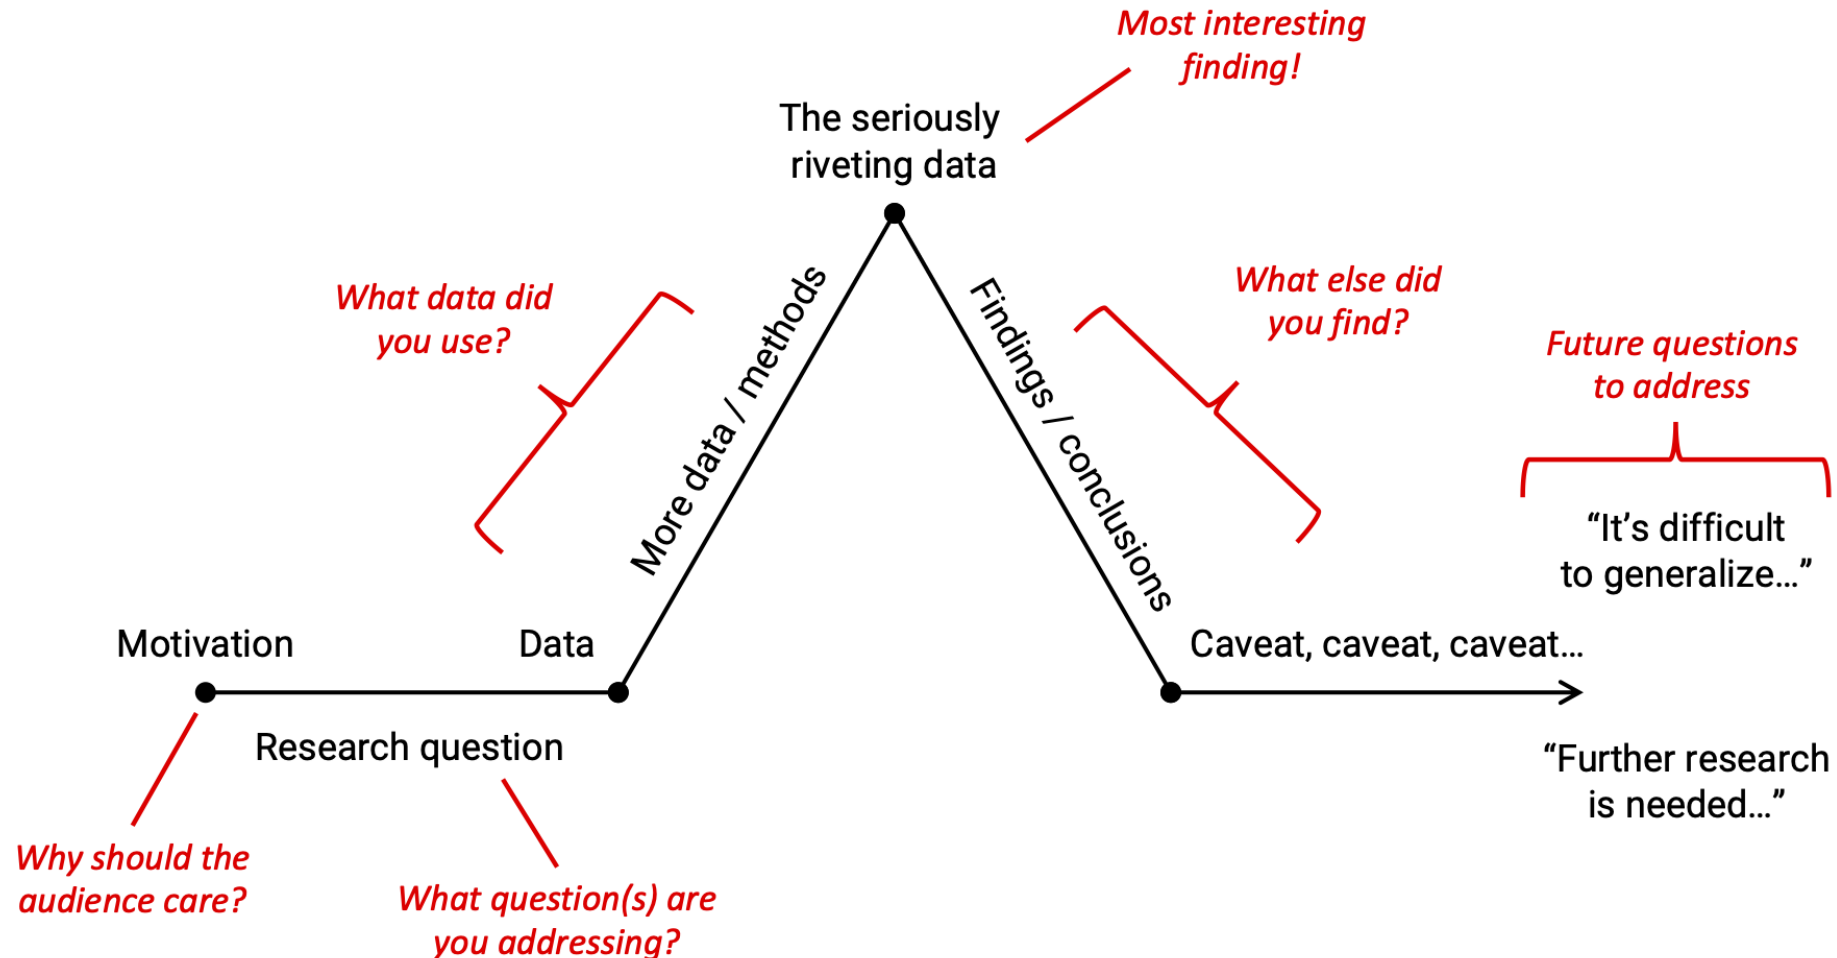 Most interesting
finding!
The seriously
riveting data
What data did
you use?
More data / methods
Findings / conclusions
What else did
you find?
Future questions
to address
“It’s difficult
to generalize…”
Motivation
Data
Caveat, caveat, caveat…
Research question
“Further research
is needed…”
Why should the
audience care?
What question(s) are
you addressing?